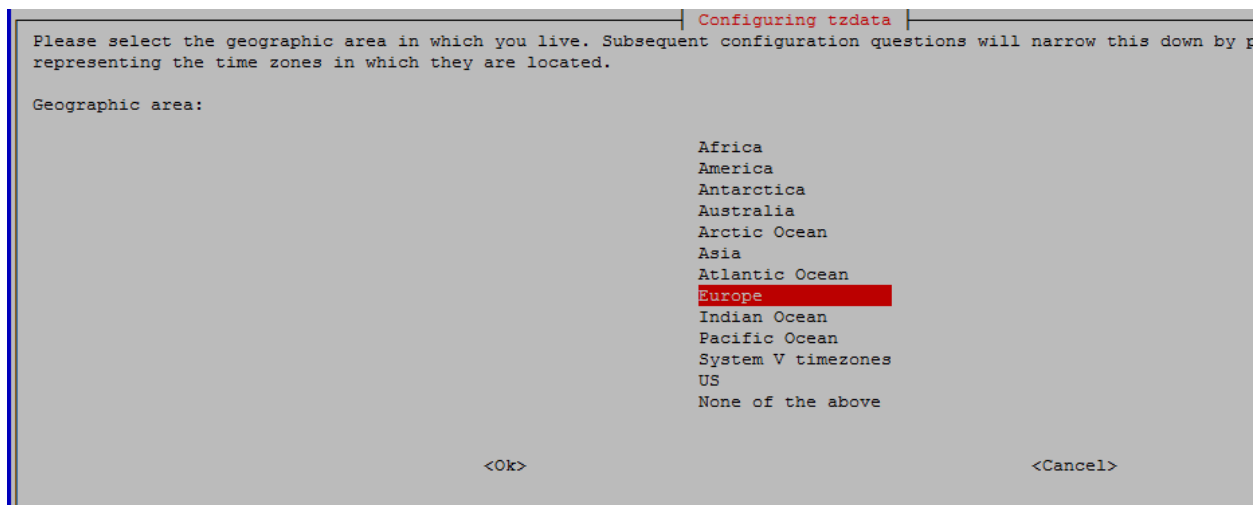 Configuring tzdata
Please select the geographic area in which you live. Subsequent configuration questions will narrow this down by p
representing the time zones in which they are located.
Geographic area:
Africa
America
Antarctica
Australia
Arctic Ocean
Asia
Atlantic Ocean
Europe
Indian Ocean
Pacific Ocean
System V timezones
US
None of the above
<Ok> <Cancel>